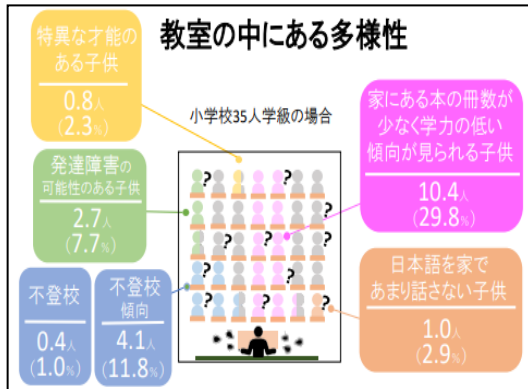 教室の中にある多様性
小学校35人学級の場合
特異な才能の
ある子供
0.8人
(2.3%)
発達障害の
可能性のある子供
2.7人
(7.7%)
不登校
0.4人
(1.0%)
不登校
傾向
4.1人
(11.8%)
家にある本の冊数が
少なく学力の低い
傾向が見られる子供
10.4人
(29.8%)
日本語を家で
あまり話さない子供
1.0人
(2.9%)
?
?
?
?
?
?
?
?
?
?
?
?